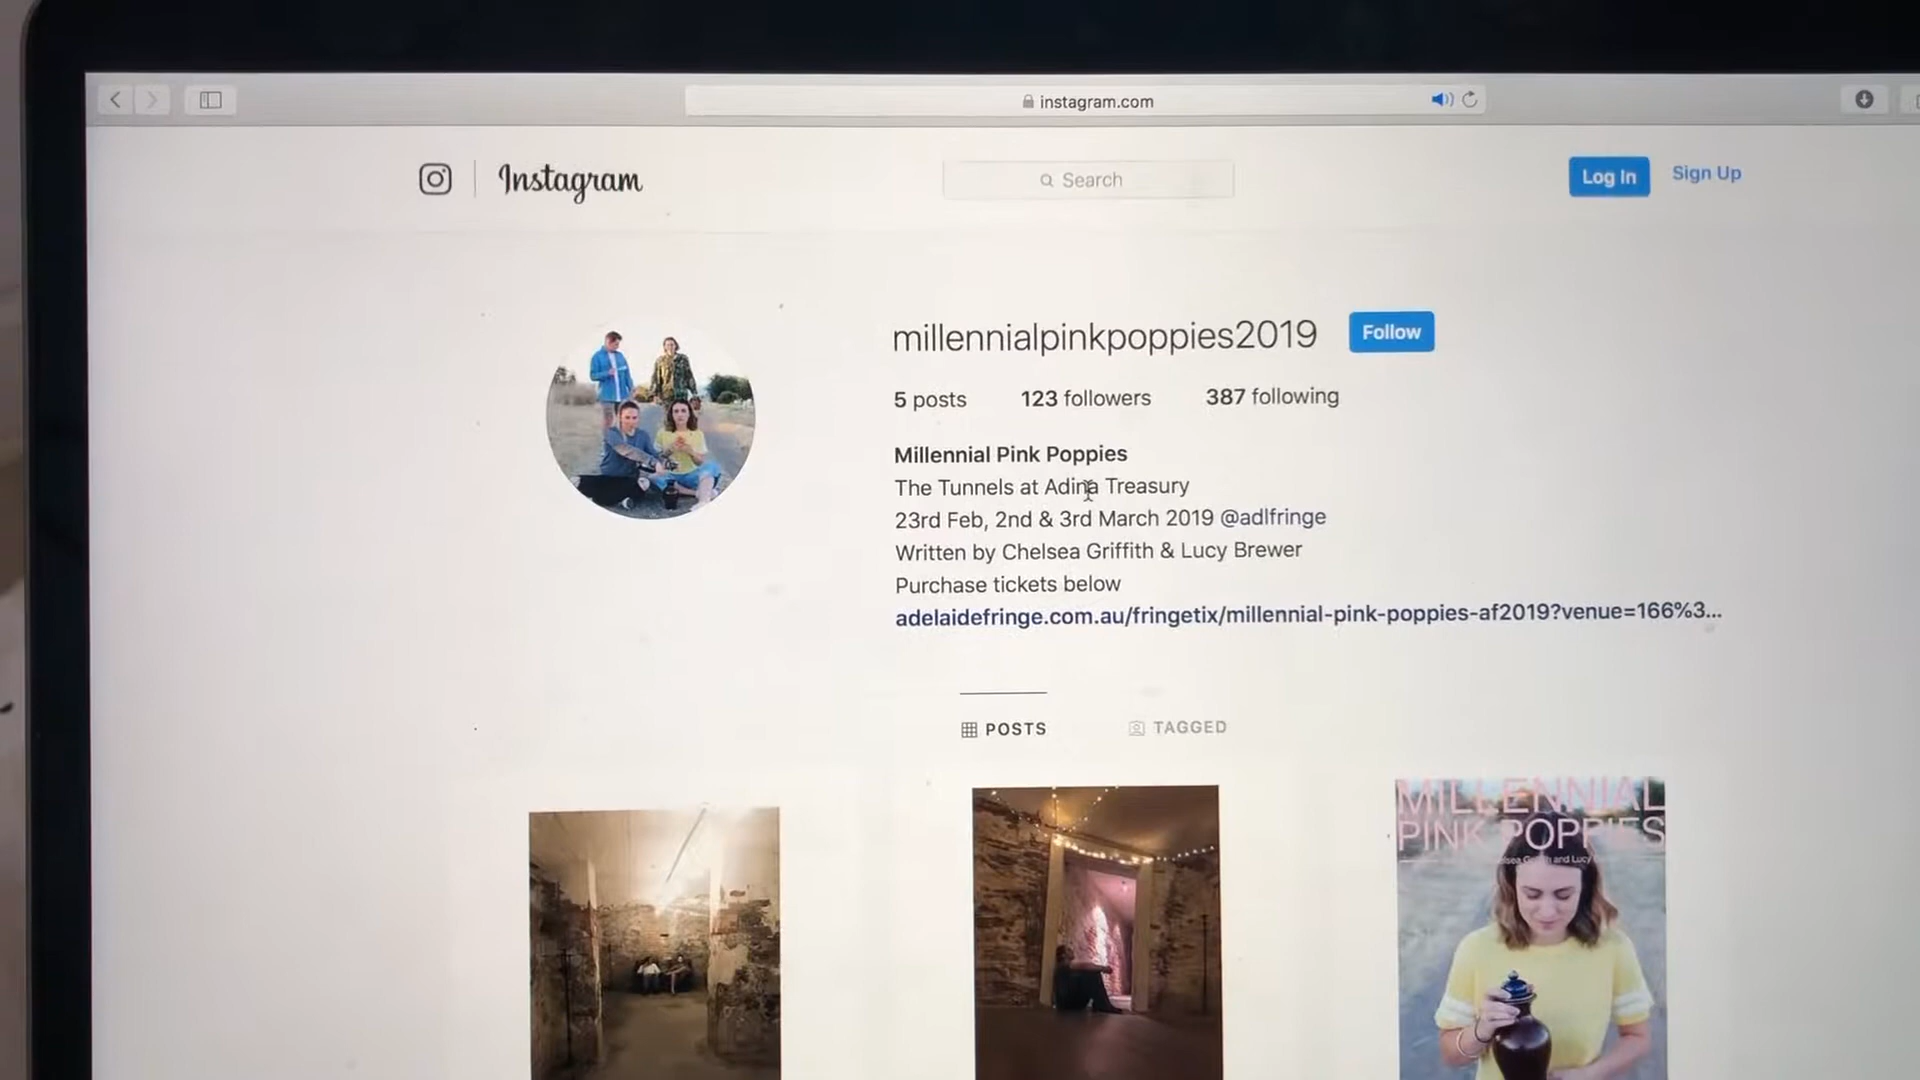 instagram.com
Instagram
Search
Log In
Sign Up
millennialpinkpoppies2019
Follow
5 posts
123 followers
387 following
Millennial Pink Poppies
The Tunnels at Adina Treasury
23rd Feb, 2nd & 3rd March 2019 @adlfringe
Written by Chelsea Griffith & Lucy Brewer
Purchase tickets below
adelaidefringe.com.au/fringetix/millennial-pink-poppies-af2019?venue=166%3...
POSTS
TAGGED
MILLENNIAL
PINK POPPIES